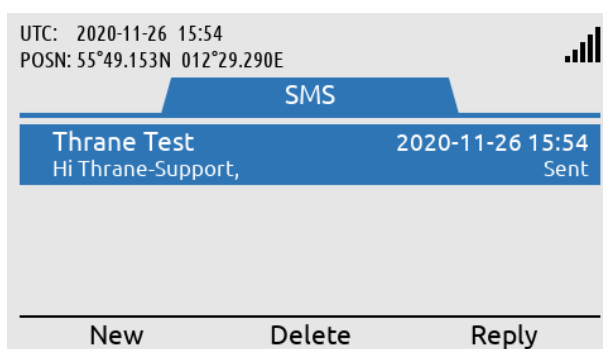 UTC: 2020-11-26 15:54
POSN: 55°49.153N 012°29.290E
SMS
Thrane Test 2020-11-26 15:54
Hi Thrane-Support, Sent
New Delete Reply